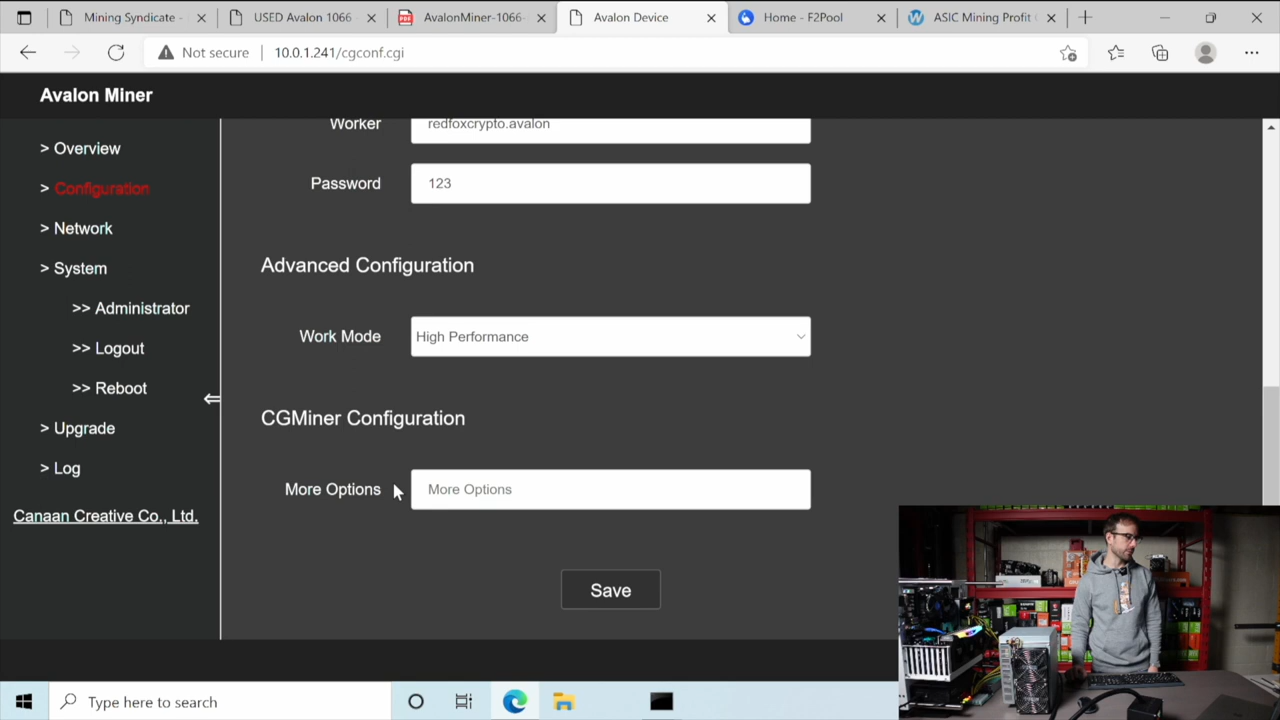 Mining Syndicate -
USED Avalon 1066
AvalonMiner-1066-
Avalon Device
Home - F2Pool
ASIC Mining Profit
Not secure
10.0.1.241/cgconf.cgi
Avalon Miner
> Overview
> Configuration
> Network
> System
>> Administrator
>> Logout
>> Reboot
> Upgrade
> Log
Canaan Creative Co., Ltd.
Worker
redfoxcrypto.avalon
Password
123
Advanced Configuration
Work Mode
High Performance
CGMiner Configuration
More Options
More Options
Save
Type here to search